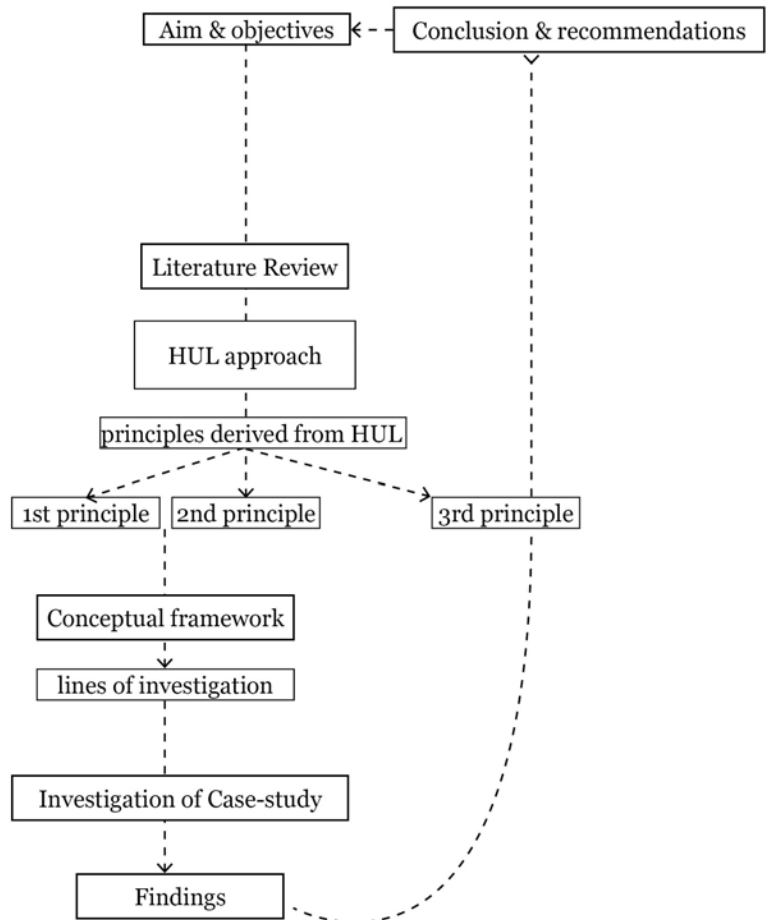 Aim & objectives
Conclusion & recommendations
Literature Review
HUL approach
principles derived from HUL
1st principle
2nd principle
3rd principle
Conceptual framework
lines of investigation
Investigation of Case-study
Findings